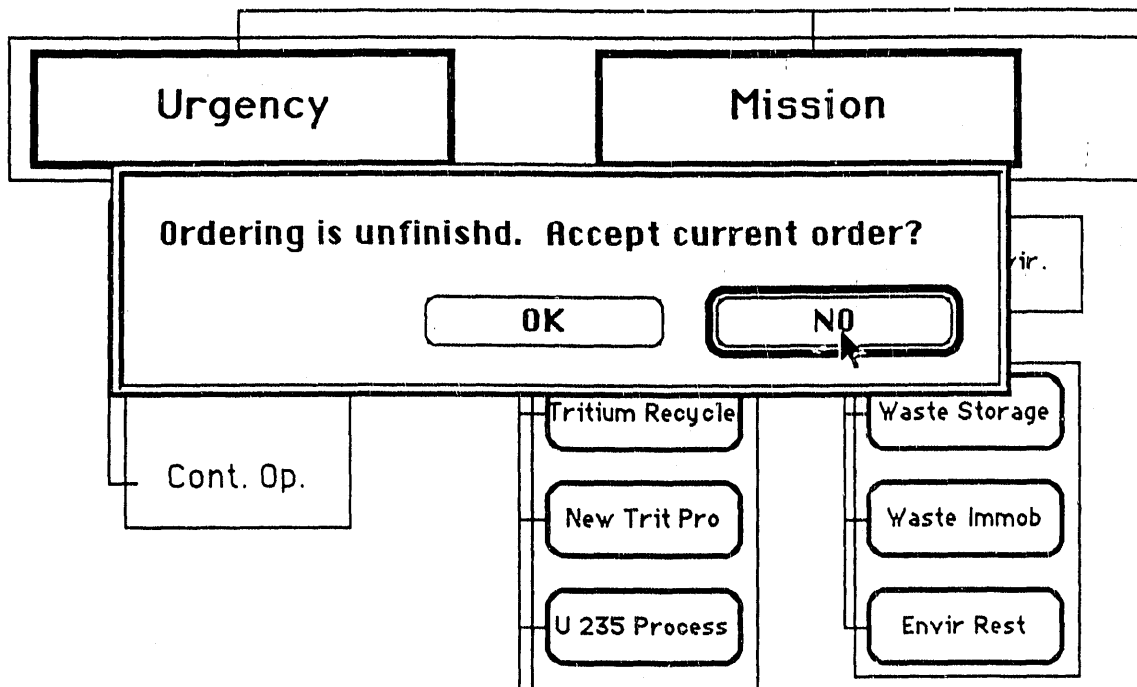 Urgency
Mission
Ordering is unfinishd. Accept current order?
OK
NO
vir.
Tritium Recycle
Waste Storage
Cont. Op.
New Trit Pro
Waste Immob
U 235 Process
Envir Rest